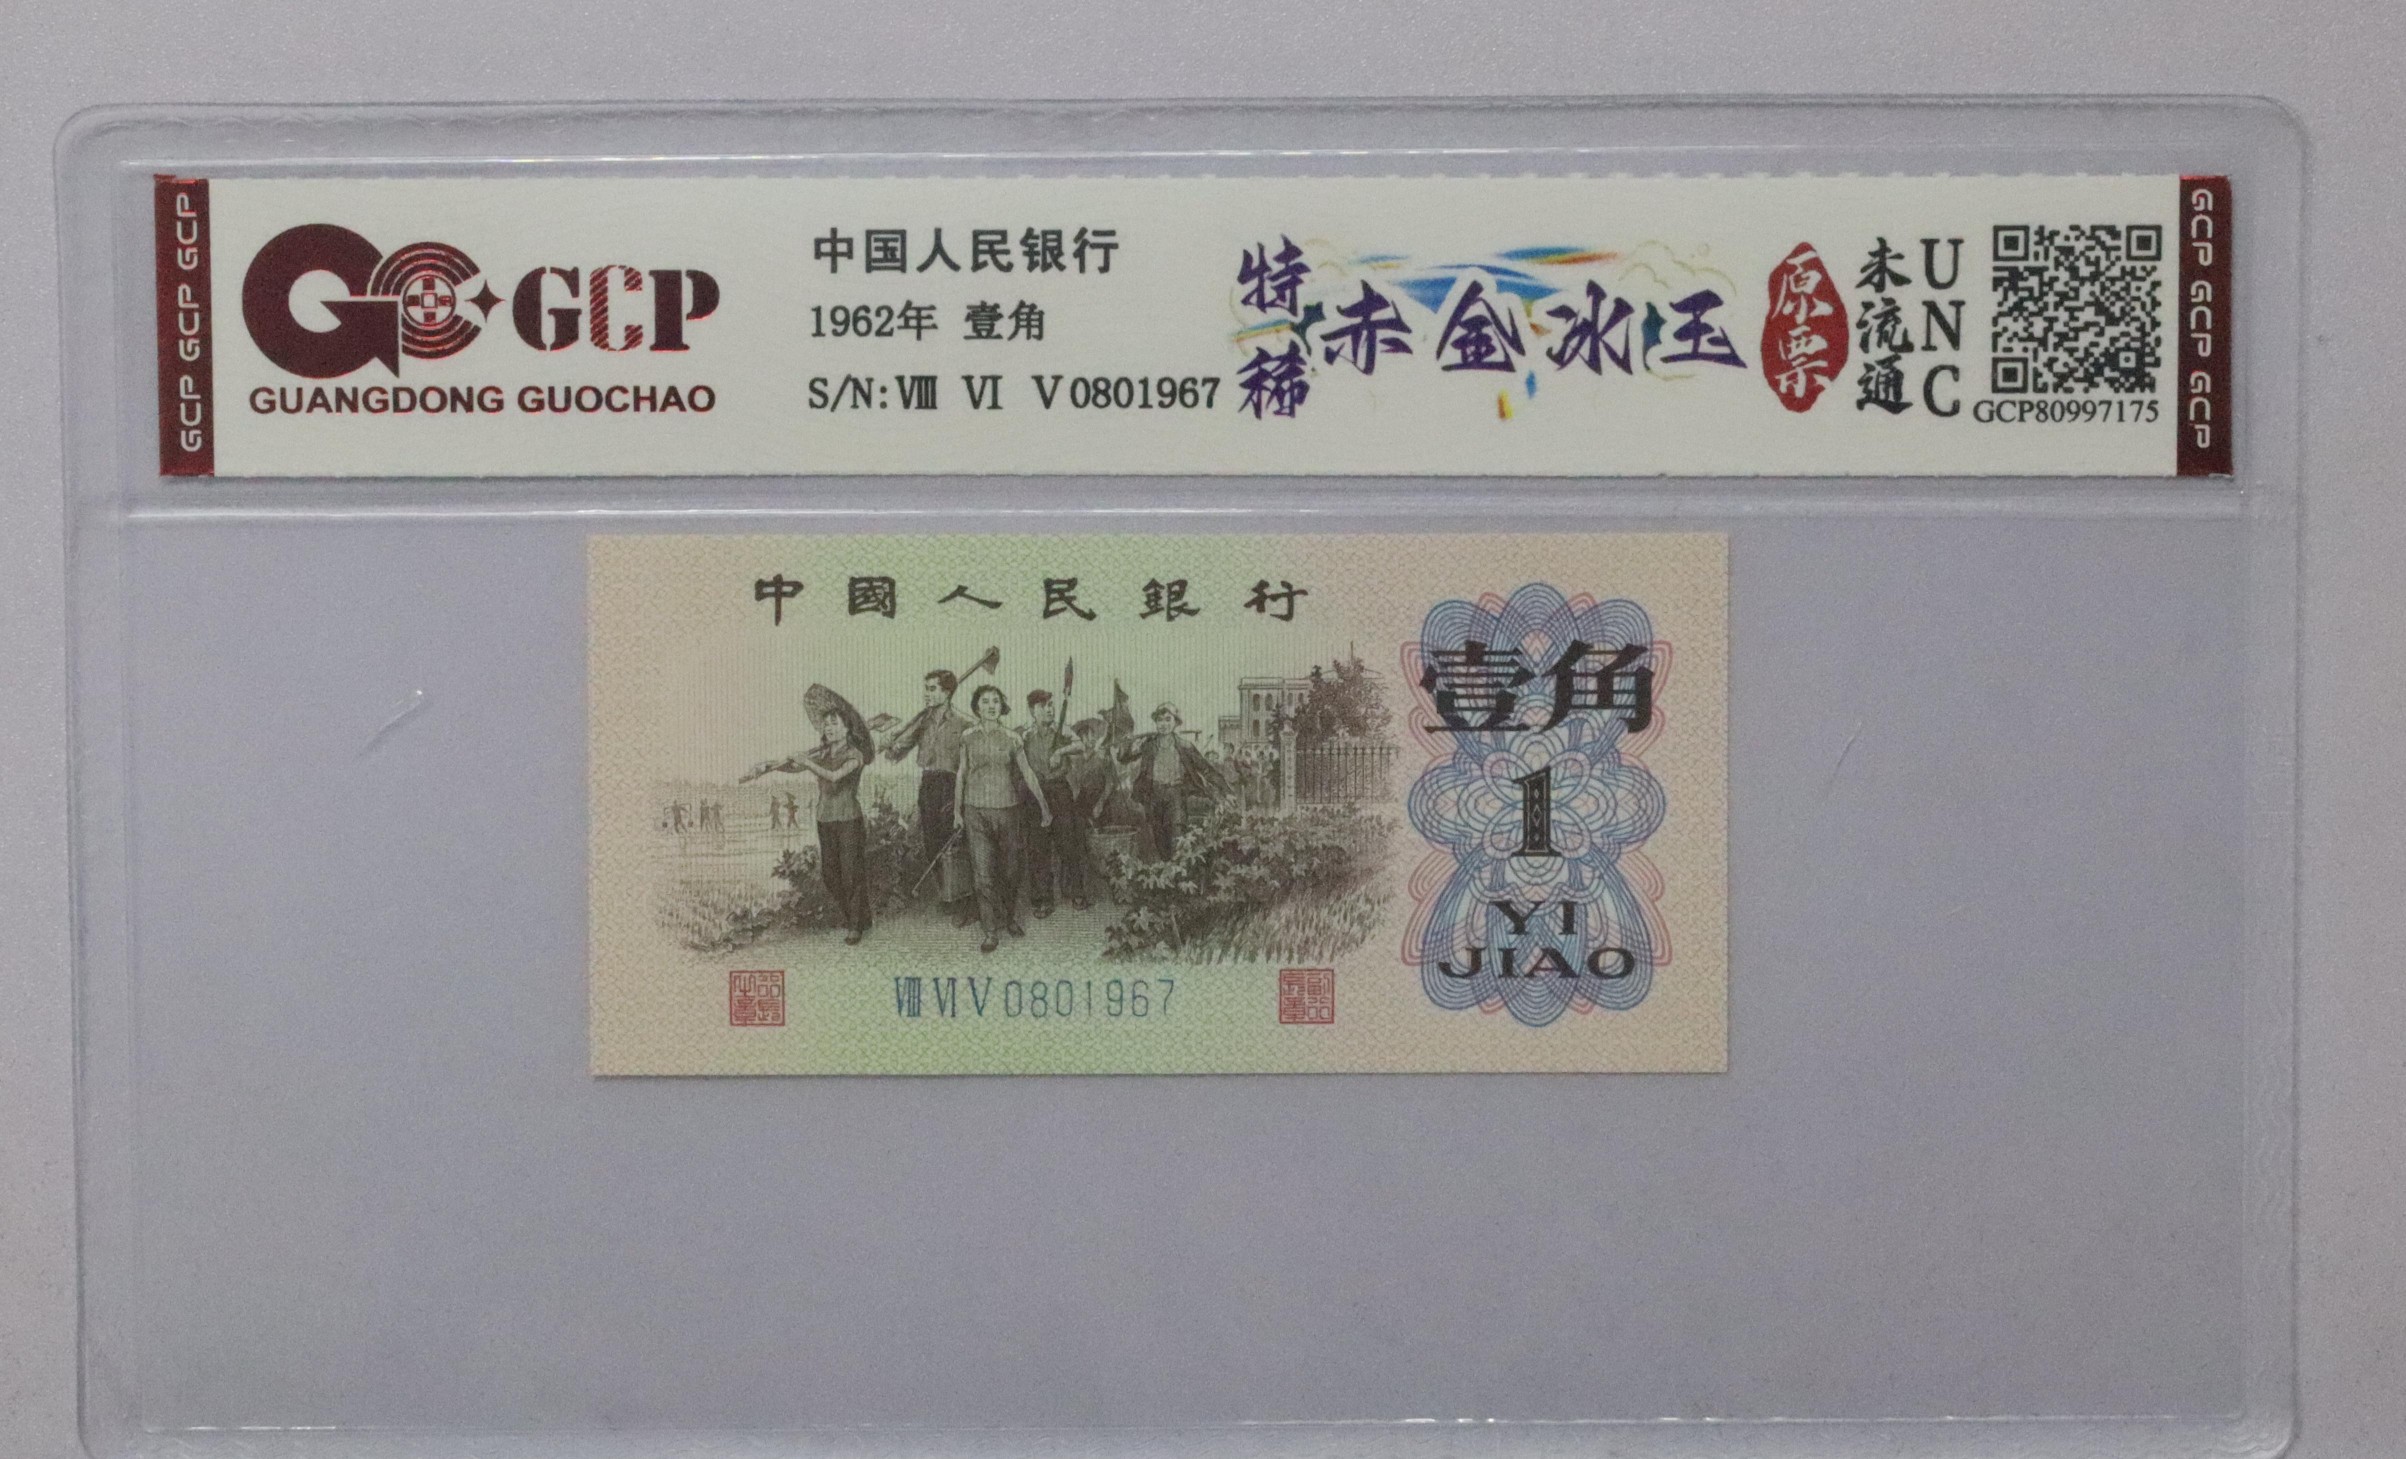 GCP GCP GCP
GCP
GUANGDONG GUOCHAO
中国人民银行
1962年 壹角
S/N: Ⅷ Ⅵ Ⅴ 0801967
特稀
赤金冰玉
原票
未流通
UNC
GCP80997175
GCP GCP GCP
中國人民銀行
壹角
1
YI
JIAO
Ⅷ Ⅵ Ⅴ 0801967